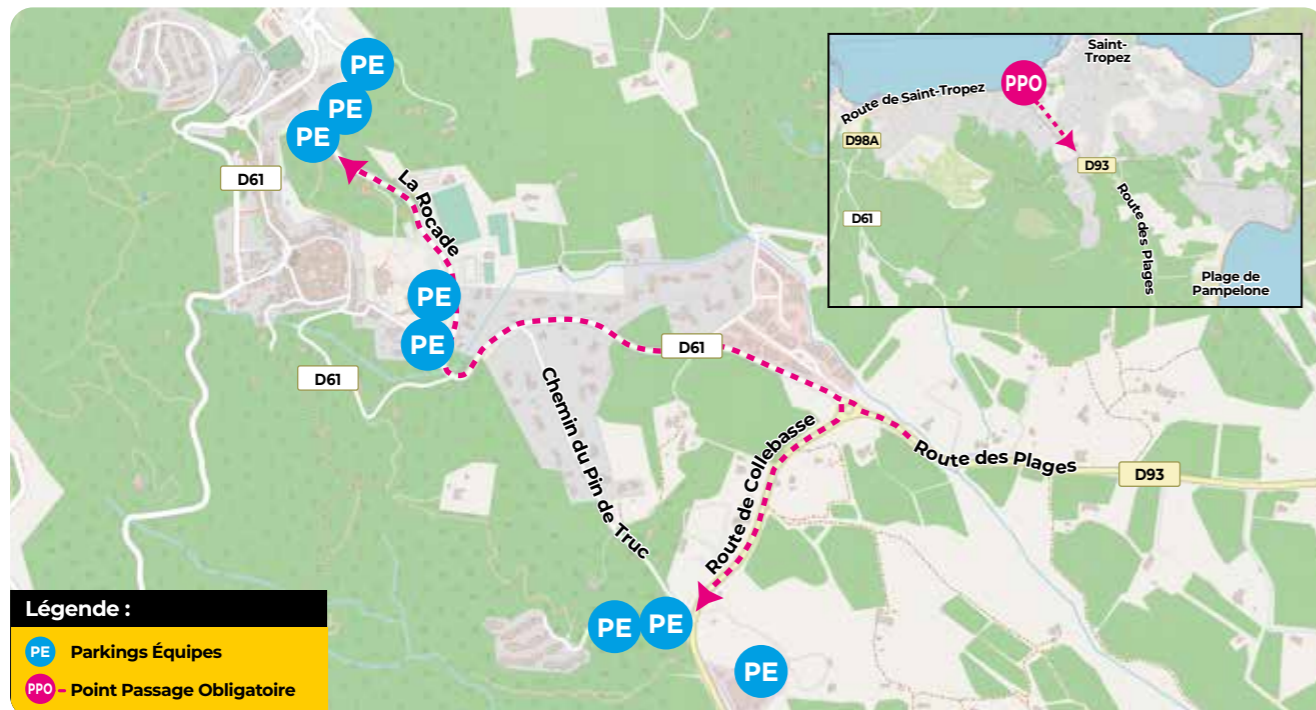 PE
PE
PE
D61
La Rocade
PE
PE
D61
D61
Chemin du Pin de Truc
Route de Collebasse
Route des Plages
D93
PE
PE
PE
Saint-
Tropez
PPO
Route de Saint-Tropez
D98A
D93
D61
Route des Plages
Plage de
Pampelone
Légende :
PE Parkings Équipes
PPO - Point Passage Obligatoire